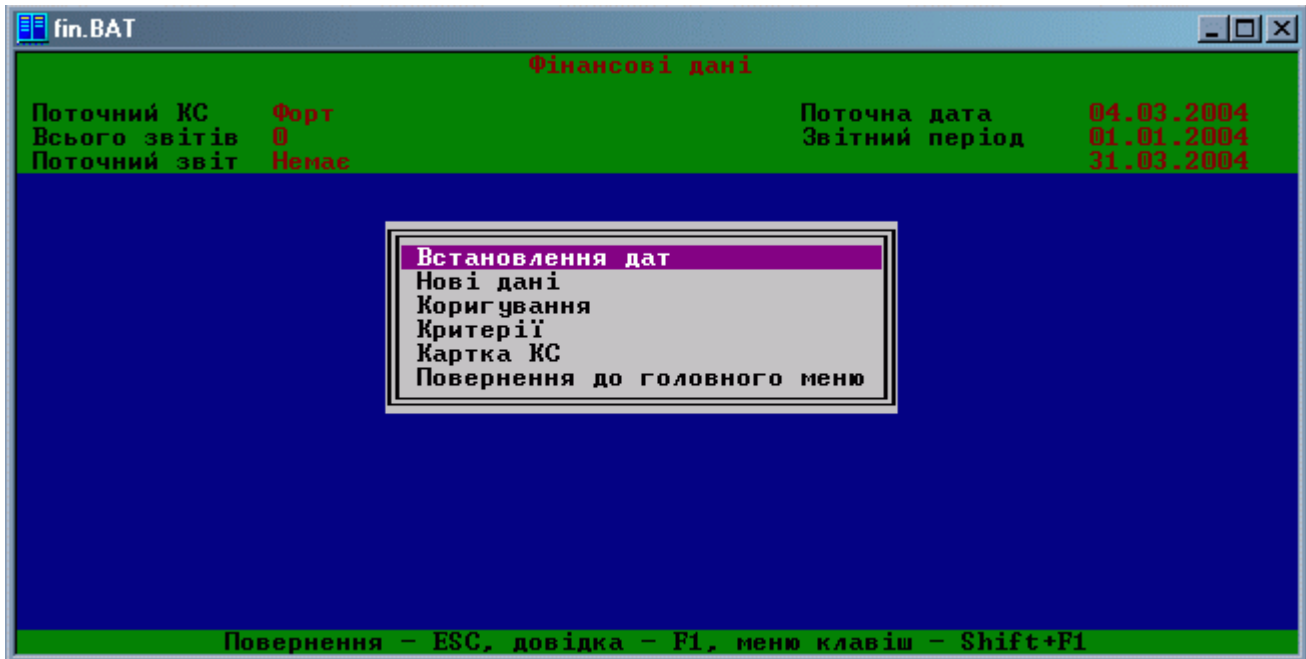 fin.BAT
Фінансові дані
Поточний КС Форт Поточна дата 04.03.2004
Всього звітів 0 Звітний період 01.01.2004
Поточний звіт Немає 31.03.2004
Встановлення дат
Нові дані
Коригування
Критерії
Картка КС
Повернення до головного меню
Повернення – ESC, довідка – F1, меню клавіш – Shift+F1